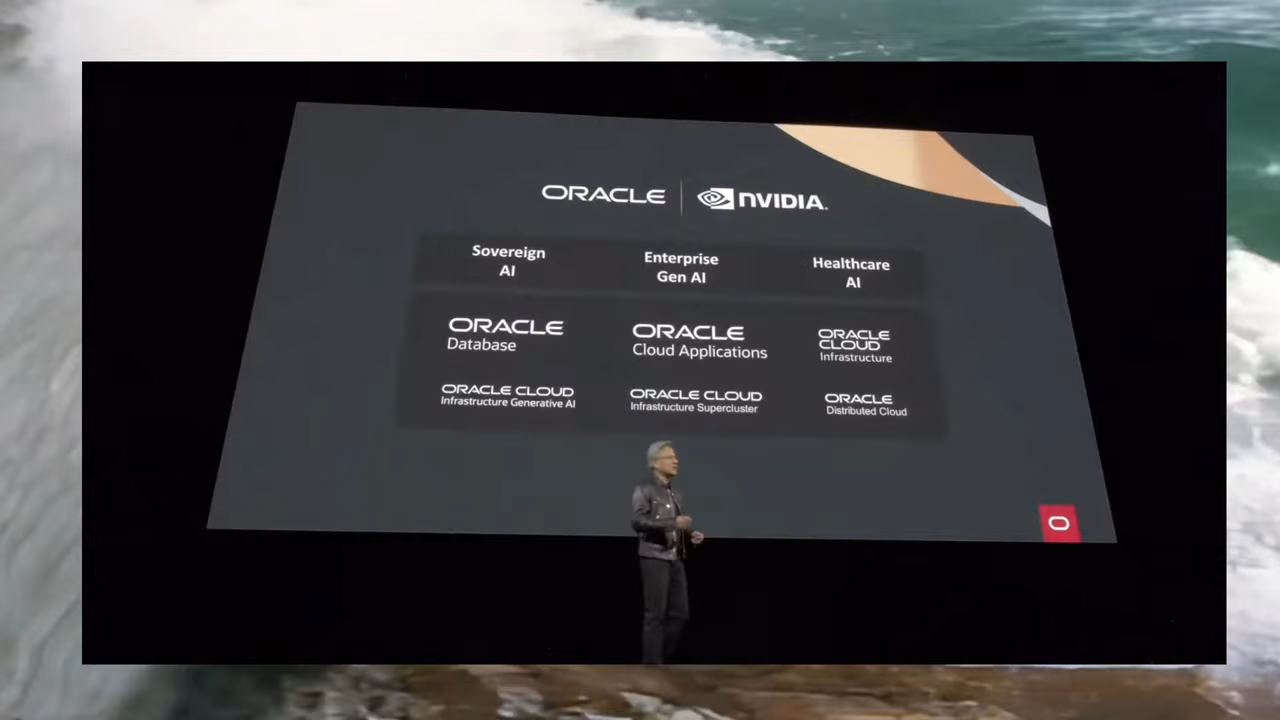 ORACLE | NVIDIA.
Sovereign
AI
Enterprise
Gen AI
Healthcare
AI
ORACLE
Database
ORACLE
Cloud Applications
ORACLE
CLOUD
Infrastructure
ORACLE CLOUD
Infrastructure Generative AI
ORACLE CLOUD
Infrastructure Supercluster
ORACLE
Distributed Cloud